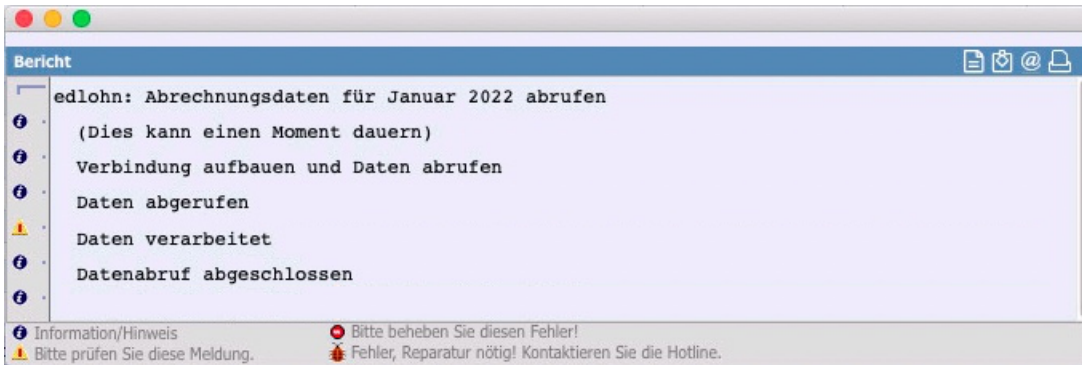 Bericht
edlohn: Abrechnungsdaten für Januar 2022 abrufen
(Dies kann einen Moment dauern)
Verbindung aufbauen und Daten abrufen
Daten abgerufen
Daten verarbeitet
Datenabruf abgeschlossen
Information/Hinweis
Bitte beheben Sie diesen Fehler!
Bitte prüfen Sie diese Meldung.
Fehler, Reparatur nötig! Kontaktieren Sie die Hotline.